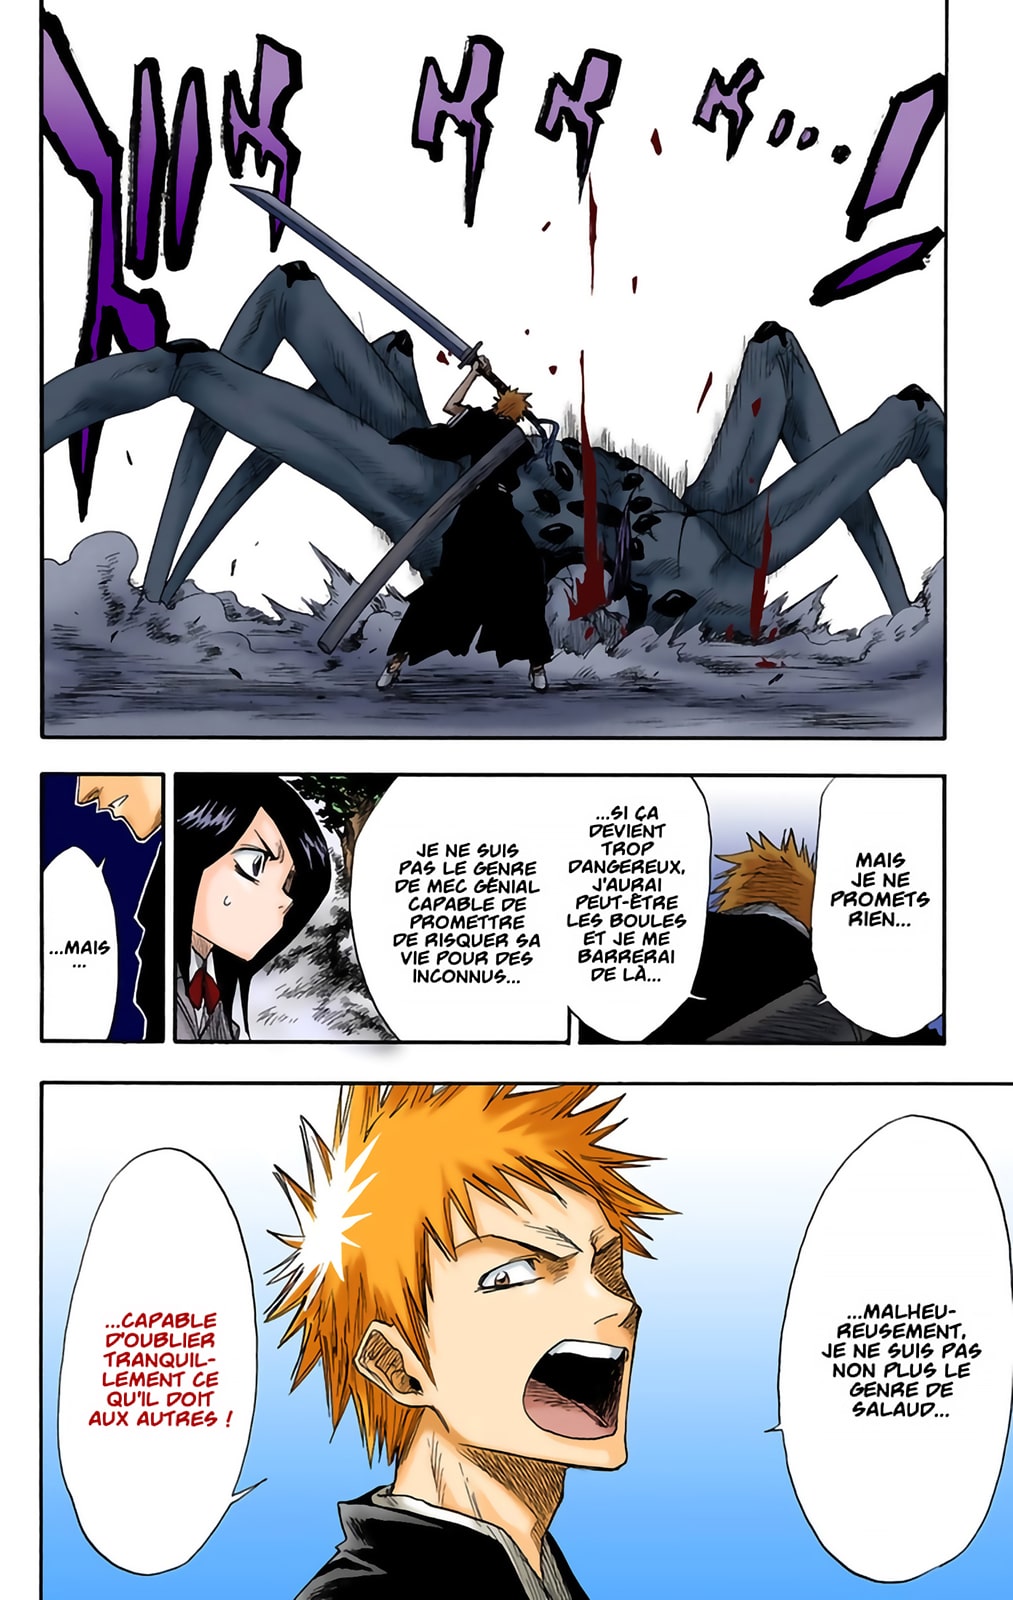 MAIS
JE NE
PROMETS
RIEN...
...SI ÇA
DEVIENT
TROP
DANGEREUX,
J'AURAI
PEUT-ÊTRE
LES BOULES
ET JE ME
BARRERAI
DE LÀ...
JE NE SUIS
PAS LE GENRE
DE MEC GÉNIAL
CAPABLE DE
PROMETTRE
DE RISQUER SA
VIE POUR DES
INCONNUS...
...MAIS
...
...MALHEU-
REUSEMENT,
JE NE SUIS PAS
NON PLUS LE
GENRE DE
SALAUD...
...CAPABLE
D'OUBLIER
TRANQUIL-
LEMENT CE
QU'IL DOIT
AUX AUTRES !